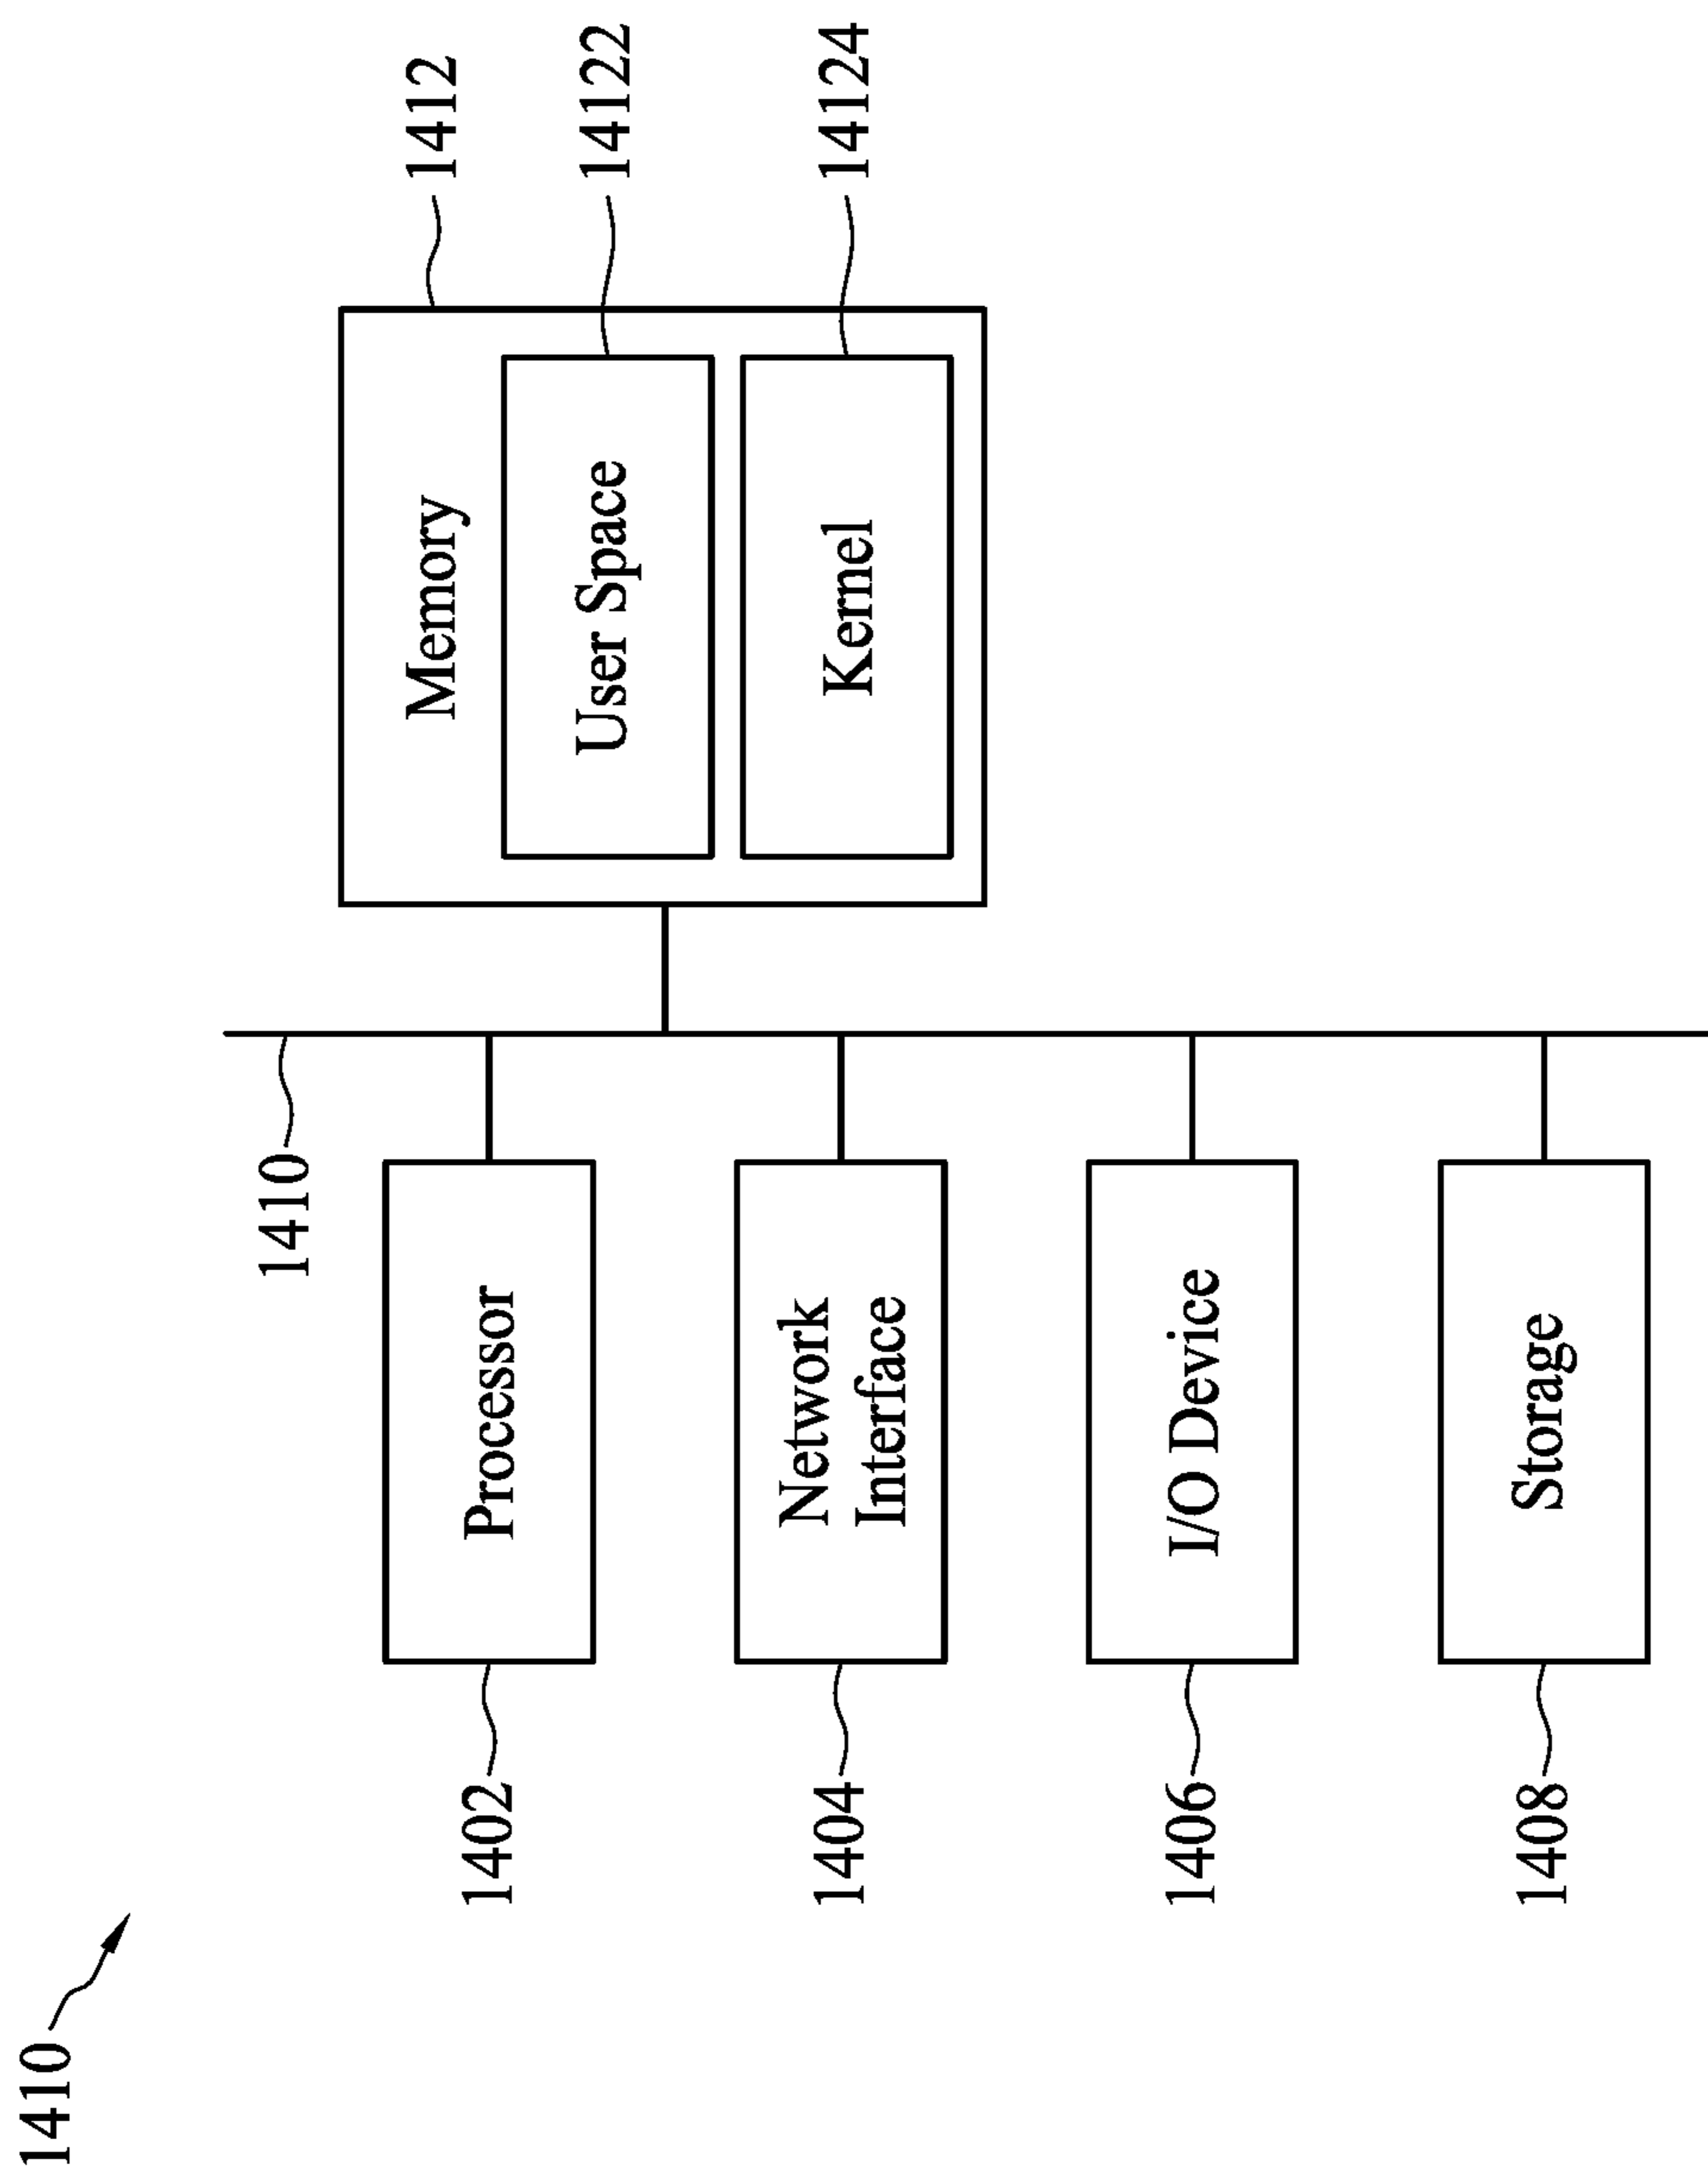 1410
1402
Processor
1410
Memory
1412
User Space
14122
Kernel
14124
1404
Network
Interface
1406
I/O Device
1408
Storage